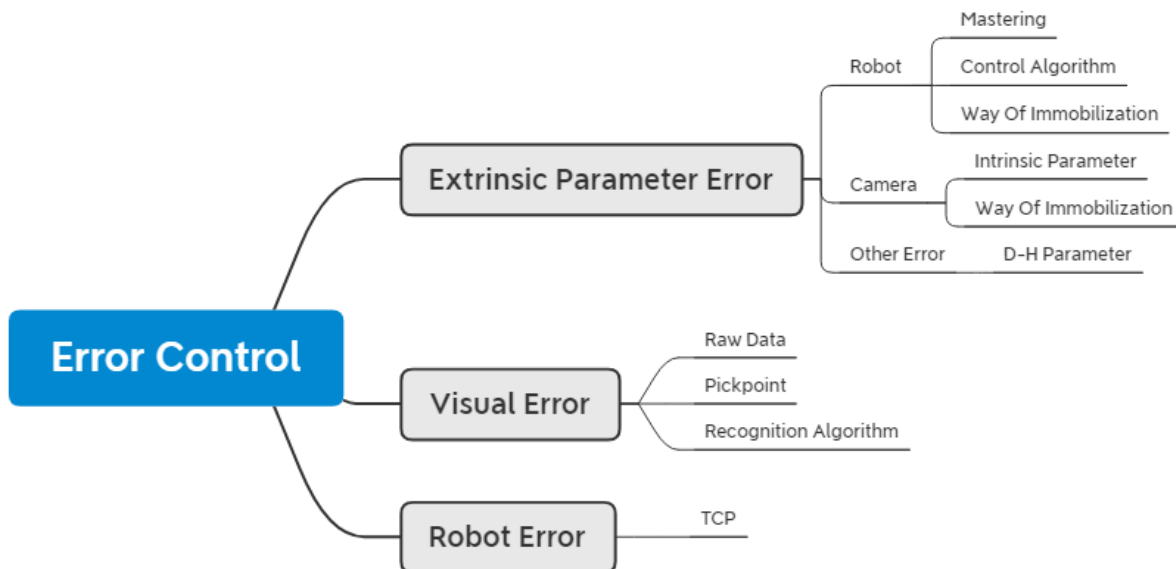 Mastering
Robot
Control Algorithm
Way Of Immobilization
Extrinsic Parameter Error
Intrinsic Parameter
Camera
Way Of Immobilization
Other Error
D-H Parameter
Error Control
Raw Data
Visual Error
Pickpoint
Recognition Algorithm
Robot Error
TCP